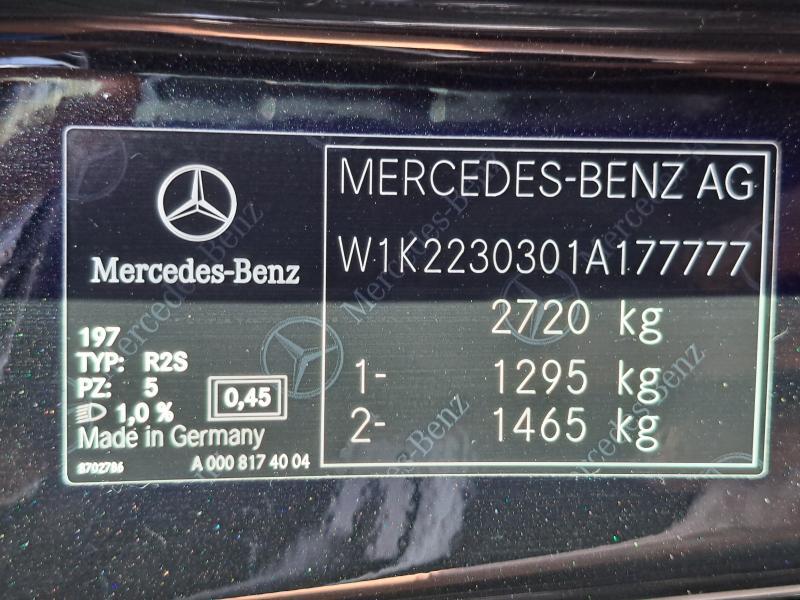 Mercedes-Benz
197
TYP: R2S
PZ: 5
1,0 %
0,45
Made in Germany
8702786
A 000 817 40 04
MERCEDES-BENZ AG
W1K2230301A177777
2720 kg
1- 1295 kg
2- 1465 kg